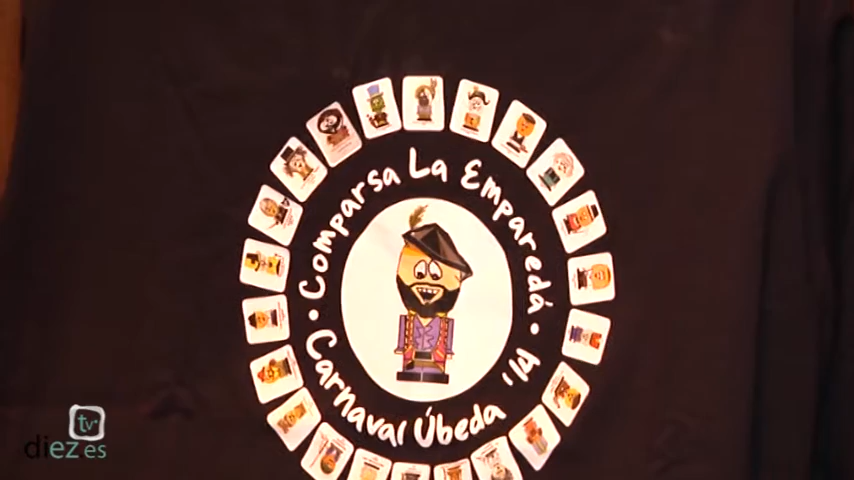 • Comparsa La Emparedá •
Carnaval Úbeda '14
tv
diez es